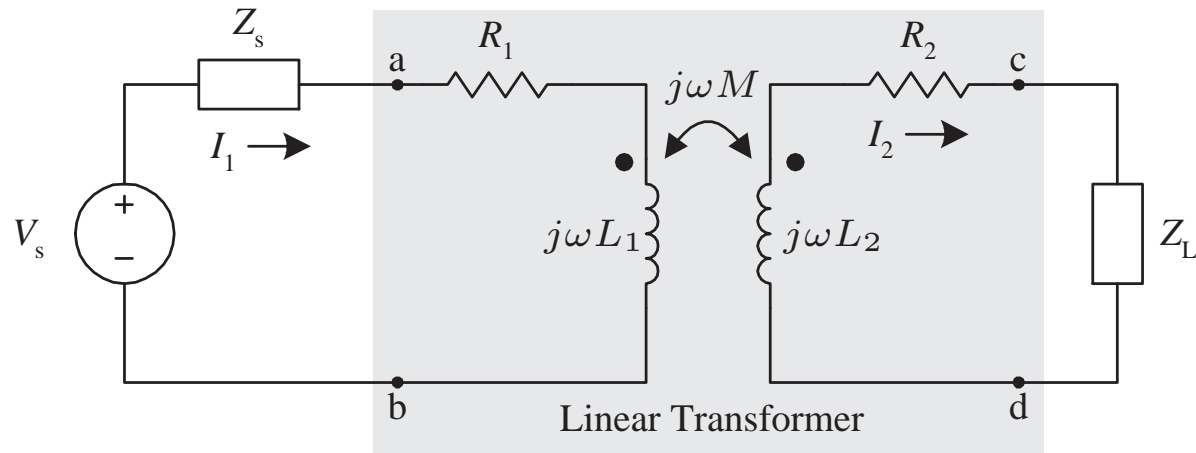 Z_s
a
R_1
R_2
c
jωM
I_1
I_2
+
V_s
−
jωL_1
jωL_2
Z_L
b
d
Linear Transformer